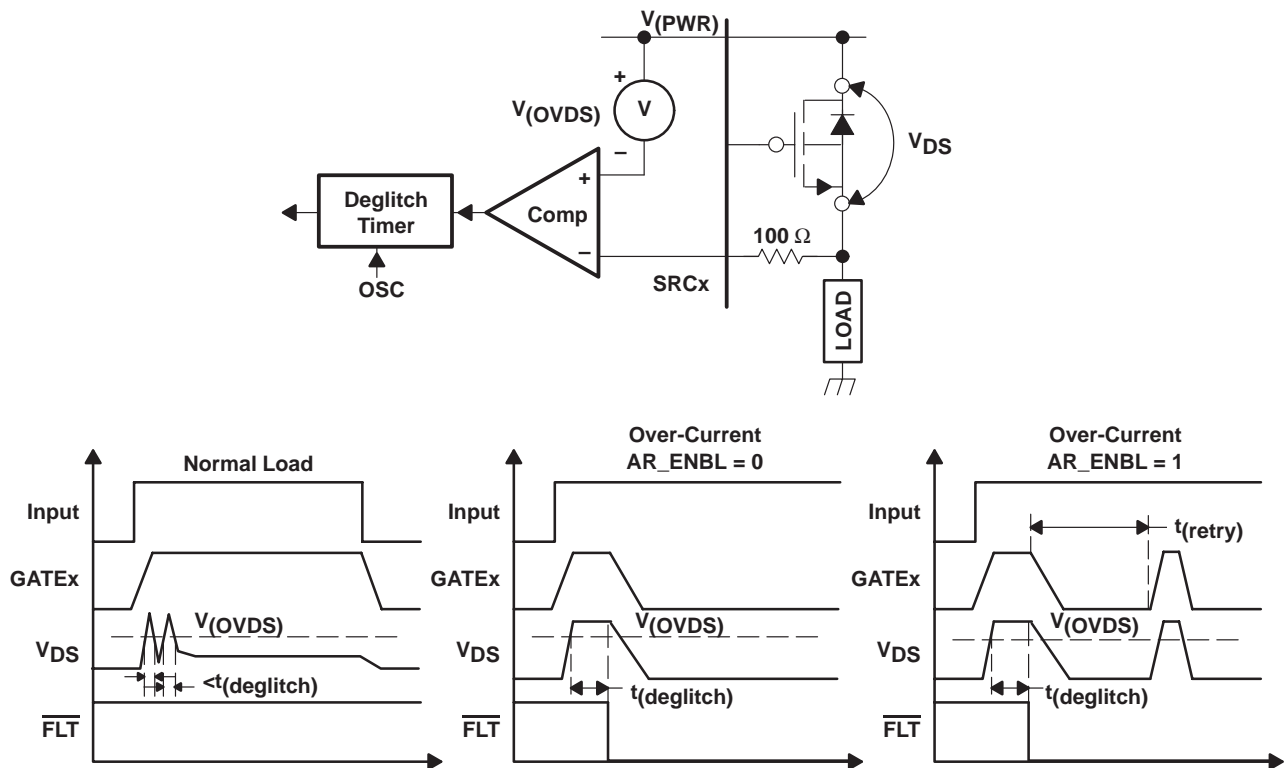 V(PWR)
+
V(OVDS)
V
−
VDS
+
Comp
−
Deglitch
Timer
OSC
100 Ω
SRCx
LOAD
Normal Load
Input
GATEx
V(OVDS)
VDS
<t(deglitch)
FLT
Over-Current
AR_ENBL = 0
Input
GATEx
V(OVDS)
VDS
t(deglitch)
FLT
Over-Current
AR_ENBL = 1
Input
t(retry)
GATEx
V(OVDS)
VDS
t(deglitch)
FLT